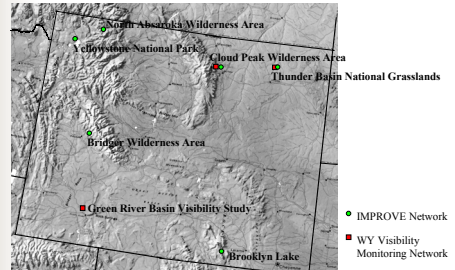 North Absaroka Wilderness Area
Yellowstone National Park
Cloud Peak Wilderness Area
Thunder Basin National Grasslands
Bridger Wilderness Area
Green River Basin Visibility Study
Brooklyn Lake
IMPROVE Network
WY Visibility
Monitoring Network